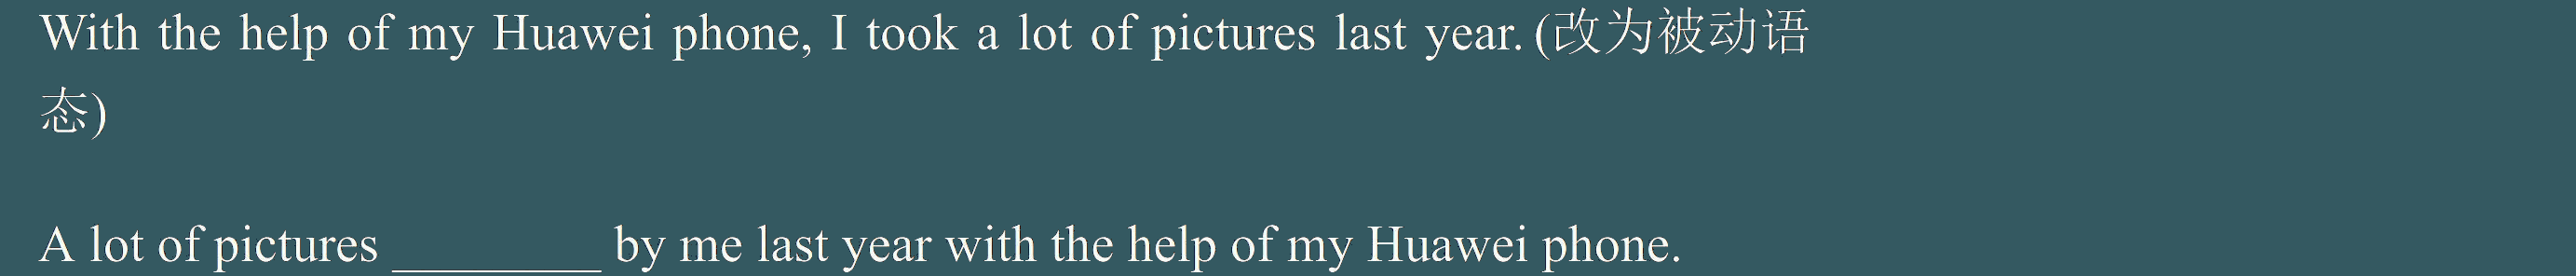 With the help of my Huawei phone, I took a lot of pictures last year. (改为被动语
态)
A lot of pictures _________ by me last year with the help of my Huawei phone.